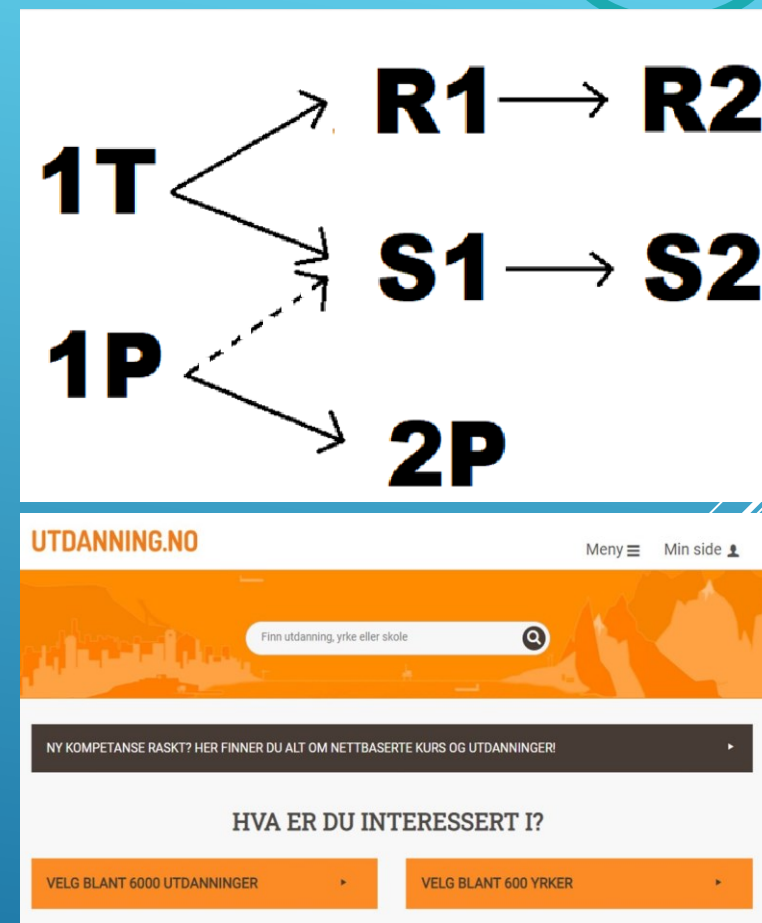 R1 R2
1T
S1 S2
1P
2P
UTDANNING.NO
Meny Min side
Finn utdanning, yrke eller skole
NY KOMPETANSE RASKT? HER FINNER DU ALT OM NETTBASERTE KURS OG UTDANNINGER!
HVA ER DU INTERESSERT I?
VELG BLANT 6000 UTDANNINGER VELG BLANT 600 YRKER